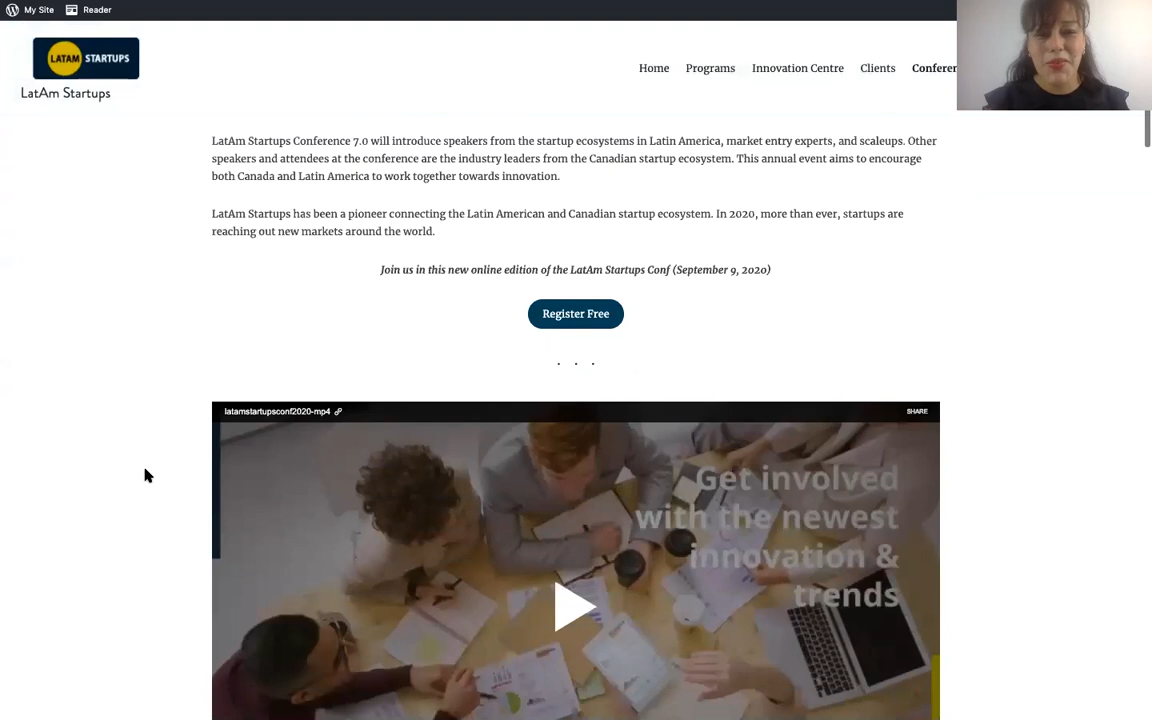 My Site Reader
LATAM STARTUPS
LatAm Startups
Home Programs Innovation Centre Clients Conferen
LatAm Startups Conference 7.0 will introduce speakers from the startup ecosystems in Latin America, market entry experts, and scaleups. Other
speakers and attendees at the conference are the industry leaders from the Canadian startup ecosystem. This annual event aims to encourage
both Canada and Latin America to work together towards innovation.
LatAm Startups has been a pioneer connecting the Latin American and Canadian startup ecosystem. In 2020, more than ever, startups are
reaching out new markets around the world.
Join us in this new online edition of the LatAm Startups Conf (September 9, 2020)
Register Free
. . .
latamstartupsconf2020-mp4 SHARE
Get involved
with the newest
innovation &
trends